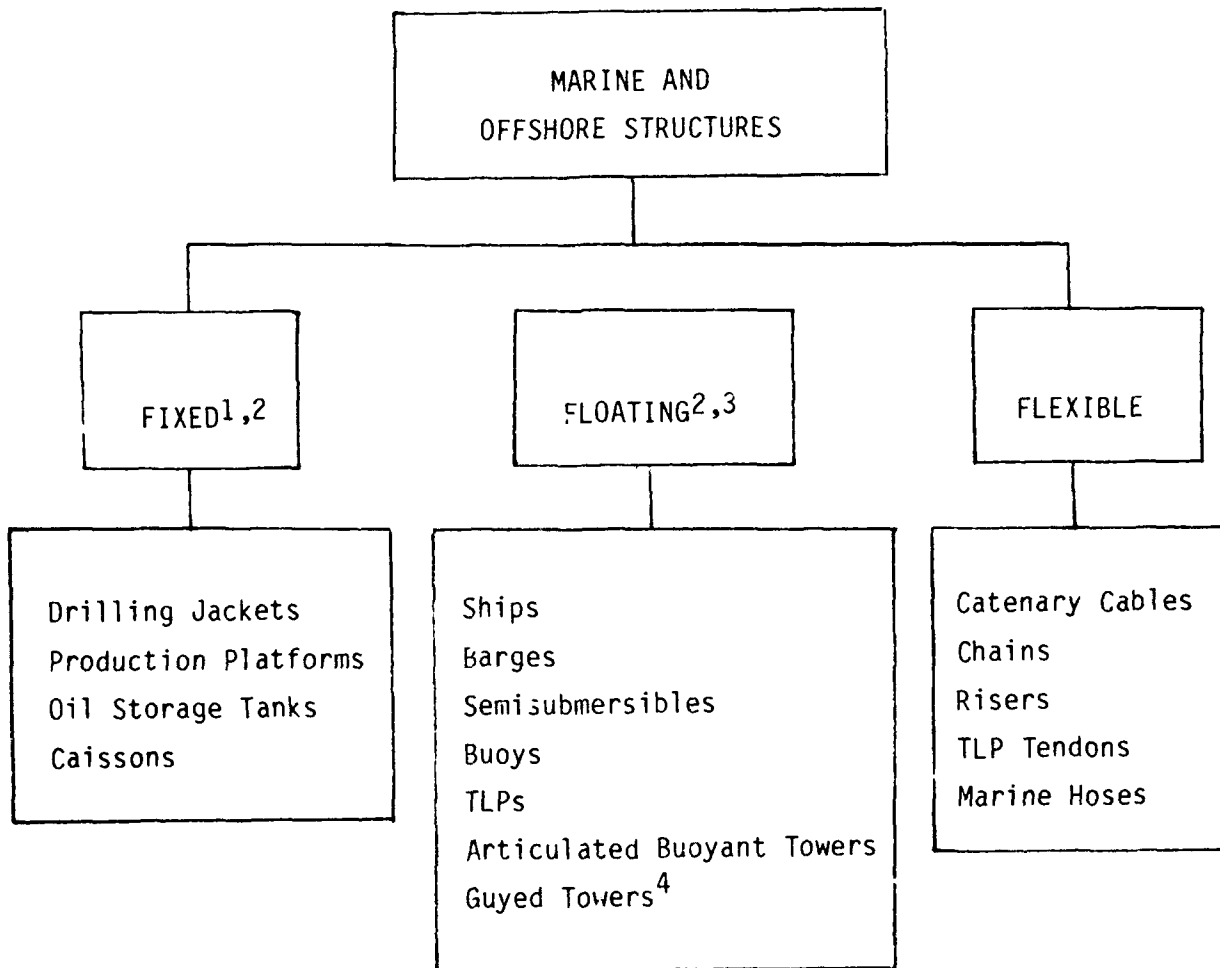 MARINE AND
OFFSHORE STRUCTURES
FIXED1,2
FLOATING2,3
FLEXIBLE
Drilling Jackets
Production Platforms
Oil Storage Tanks
Caissons
Ships
Barges
Semisubmersibles
Buoys
TLPs
Articulated Buoyant Towers
Guyed Towers4
Catenary Cables
Chains
Risers
TLP Tendons
Marine Hoses